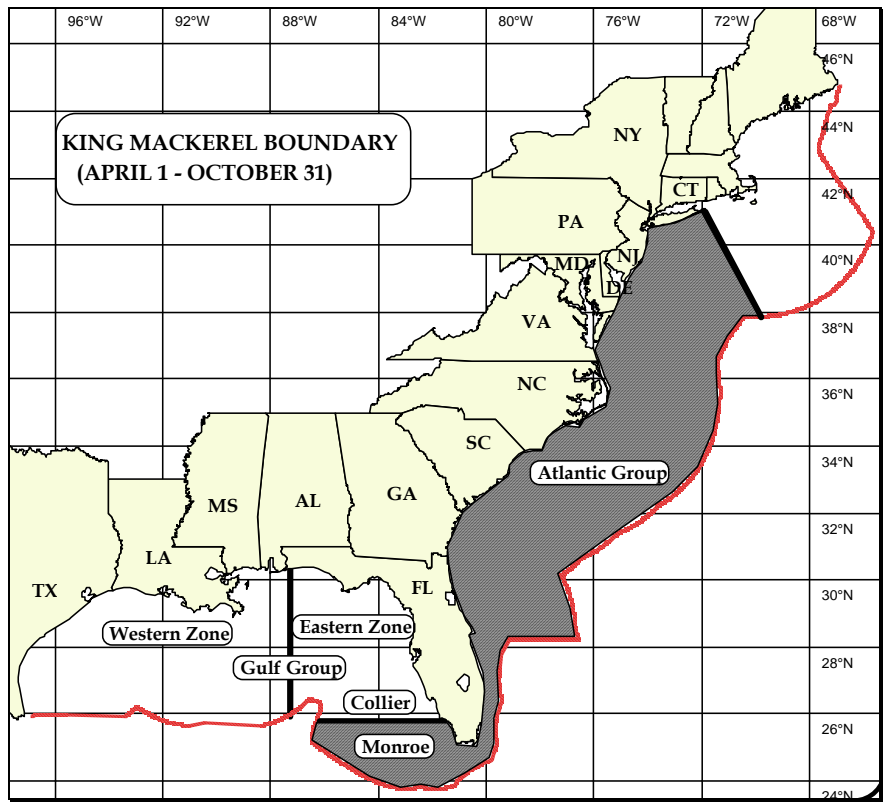 96°W 92°W 88°W 84°W 80°W 76°W 72°W 68°W
46°N
KING MACKEREL BOUNDARY
(APRIL 1 - OCTOBER 31)
NY
44°N
CT
42°N
PA
NJ
MD
40°N
DE
VA
38°N
NC
36°N
SC
Atlantic Group
34°N
GA
MS
AL
32°N
LA
TX
FL
30°N
Western Zone
Eastern Zone
28°N
Gulf Group
Collier
26°N
Monroe
24°N